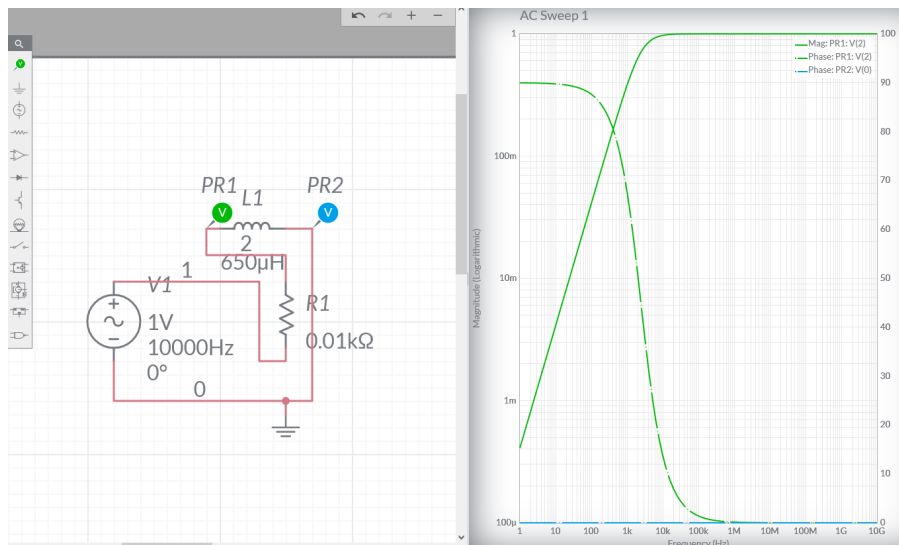 AC Sweep 1
1
100m
10m
1m
100µ
Magnitude (Logarithmic)
Mag: PR1: V(2)
Phase: PR1: V(2)
Phase: PR2: V(0)
100
90
80
70
60
50
40
30
20
10
0
1 10 100 1k 10k 100k 1M 10M 100M 1G 10G
Frequency (Hz)
PR1
L1
PR2
V
V
2
650µH
1
V1
1V
10000Hz
0°
0
R1
0.01kΩ
V